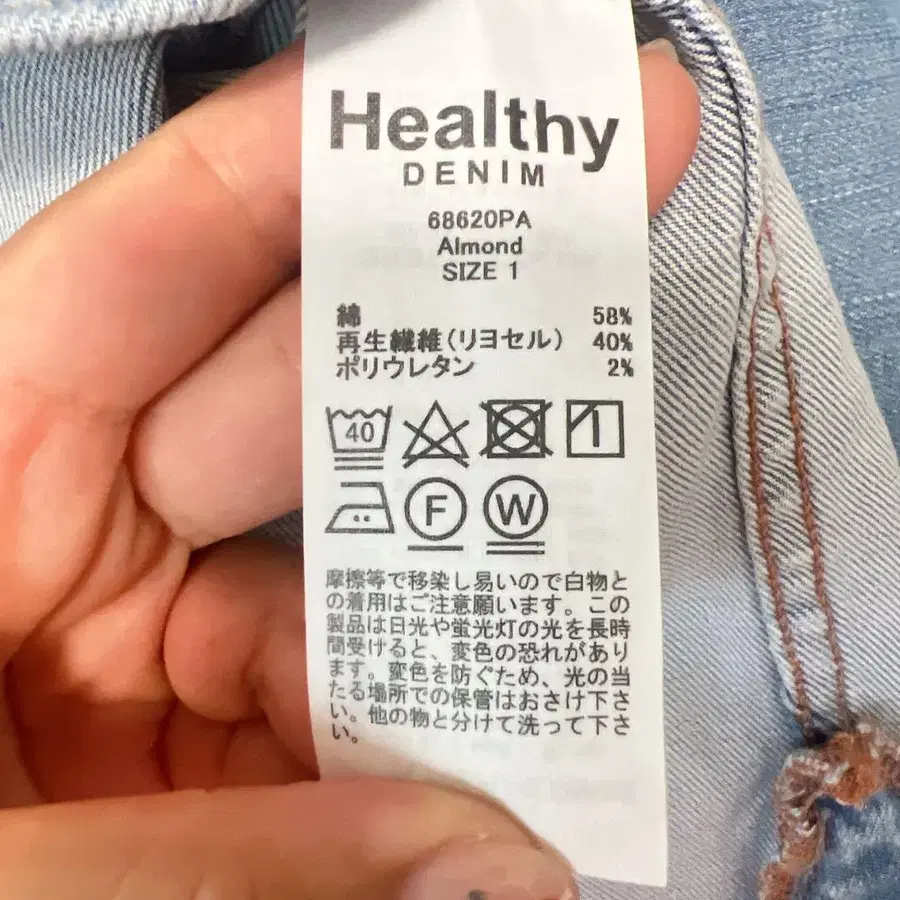 Healthy
DENIM
68620PA
Almond
SIZE 1
綿 58%
再生繊維(リヨセル) 40%
ポリウレタン 2%
40
F W
摩擦等で移染し易いので白物と
の着用はご注意願います。この
製品は日光や蛍光灯の光を長時
間受けると、変色の恐れがあり
ます。変色を防ぐため、光の当
たる場所での保管はおさけ下さ
い。他の物と分けて洗って下さ
い。